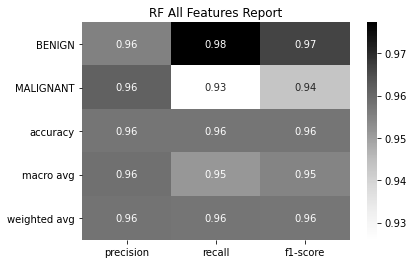 RF All Features Report
BENIGN 0.96 0.98 0.97
MALIGNANT 0.96 0.93 0.94
accuracy 0.96 0.96 0.96
macro avg 0.96 0.95 0.95
weighted avg 0.96 0.96 0.96
precision recall f1-score
0.97
0.96
0.95
0.94
0.93